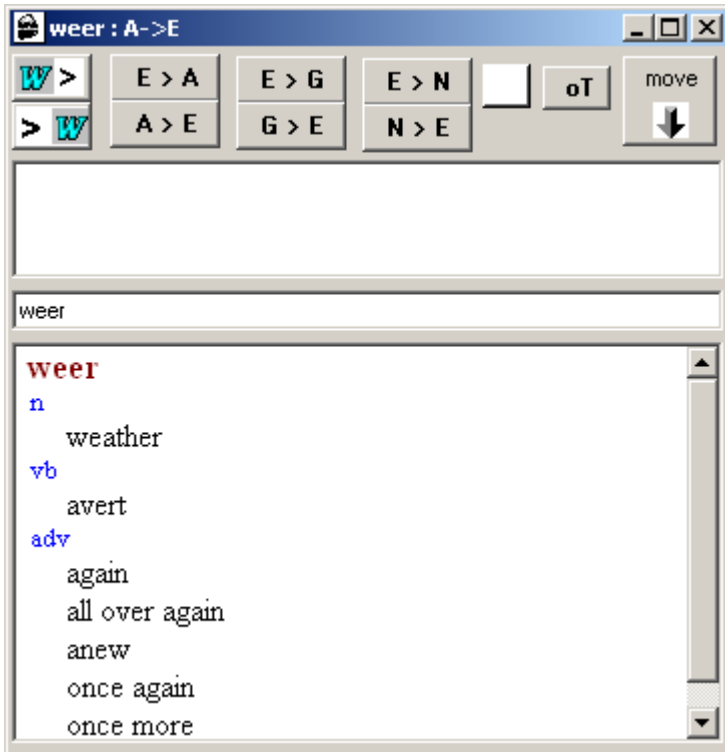 weer : A->E
W > E > A E > G E > N oT move
> W A > E G > E N > E
weer
weer
n
weather
vb
avert
adv
again
all over again
anew
once again
once more